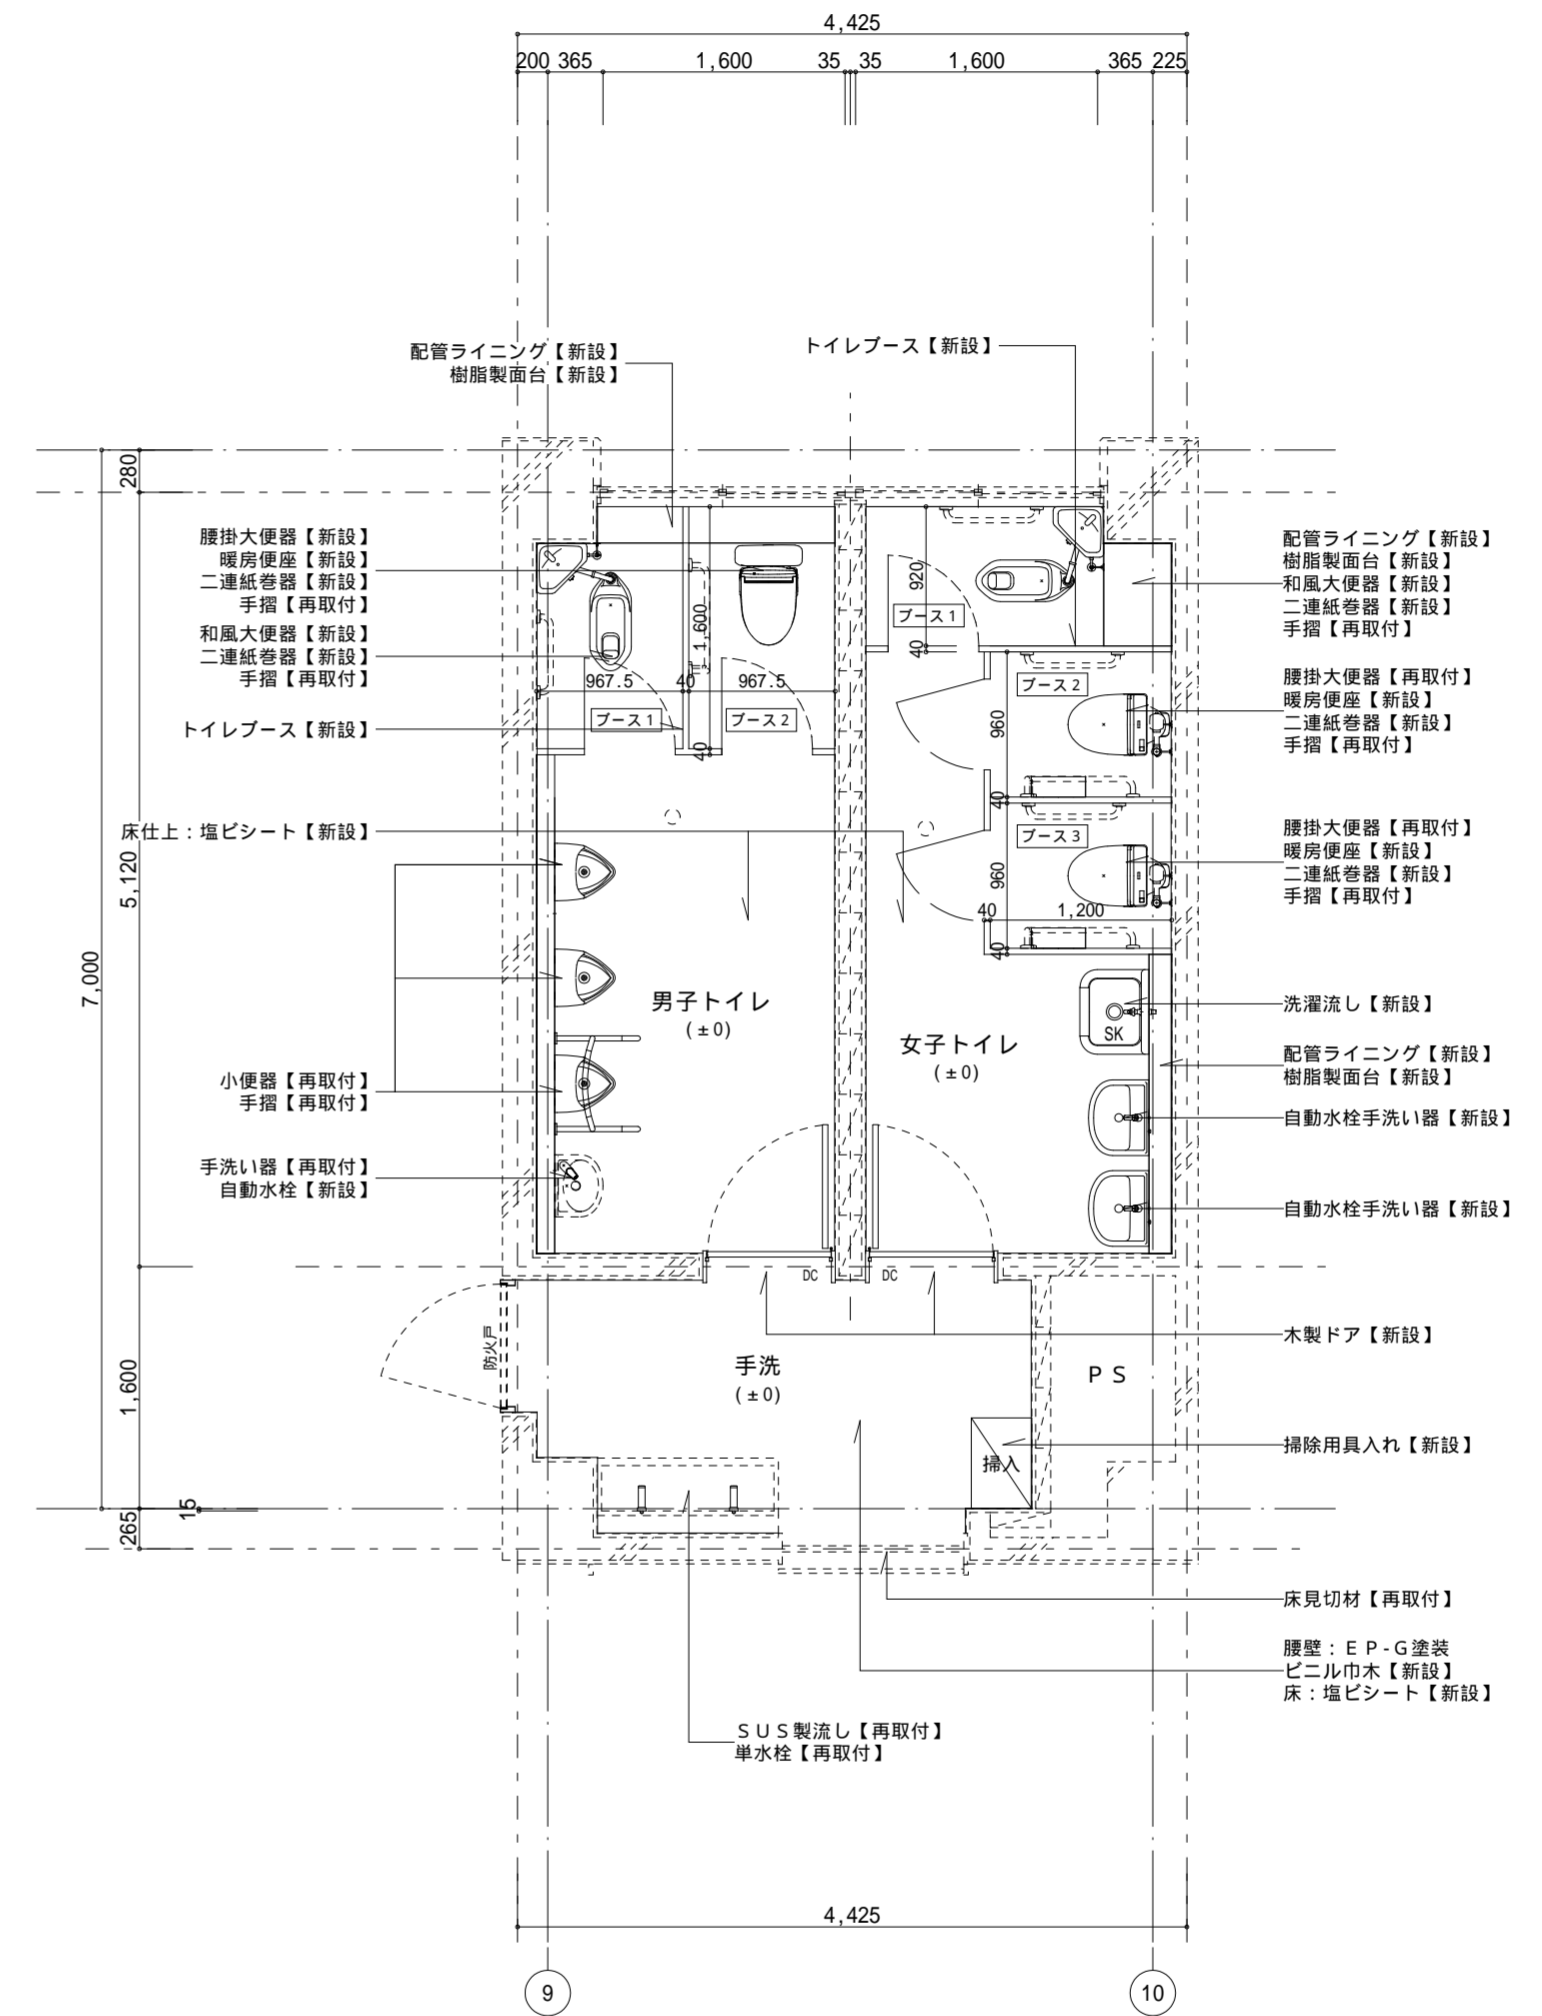 4,425
200 365 1,600 35 35 1,600 365 225
配管ライニング【新設】
樹脂製面台【新設】
トイレブース【新設】
280
5,120
7,000
1,600
15
265
腰掛大便器【新設】
暖房便座【新設】
二連紙巻器【新設】
手摺【再取付】
和風大便器【新設】
二連紙巻器【新設】
手摺【再取付】
トイレブース【新設】
床仕上：塩ビシート【新設】
小便器【再取付】
手摺【再取付】
手洗い器【再取付】
自動水栓【新設】
1,600
967.5 40 967.5
ブース1 ブース2
40
男子トイレ
(±0)
920
ブース1
40
ブース2
960
40
ブース3
960
40 1,200
40
SK
女子トイレ
(±0)
DC DC
防火戸
手洗
(±0)
ＰＳ
掃入
配管ライニング【新設】
樹脂製面台【新設】
和風大便器【新設】
二連紙巻器【新設】
手摺【再取付】
腰掛大便器【再取付】
暖房便座【新設】
二連紙巻器【新設】
手摺【再取付】
腰掛大便器【再取付】
暖房便座【新設】
二連紙巻器【新設】
手摺【再取付】
洗濯流し【新設】
配管ライニング【新設】
樹脂製面台【新設】
自動水栓手洗い器【新設】
自動水栓手洗い器【新設】
木製ドア【新設】
掃除用具入れ【新設】
床見切材【再取付】
腰壁：ＥＰ-Ｇ塗装
ビニル巾木【新設】
床：塩ビシート【新設】
ＳＵＳ製流し【再取付】
単水栓【再取付】
4,425
9 10